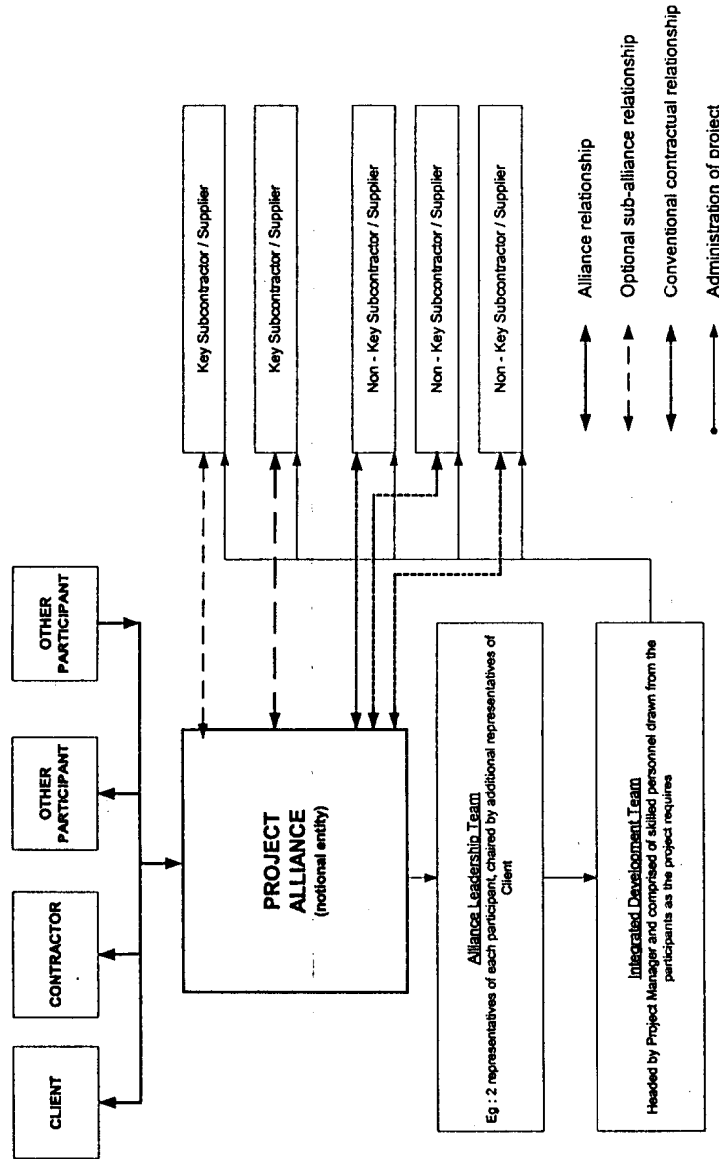 CLIENT
CONTRACTOR
OTHER
PARTICIPANT
OTHER
PARTICIPANT
PROJECT
ALLIANCE
(notional entity)
Key Subcontractor / Supplier
Key Subcontractor / Supplier
Non - Key Subcontractor / Supplier
Non - Key Subcontractor / Supplier
Non - Key Subcontractor / Supplier
Alliance Leadership Team
Eg : 2 representatives of each participant, chaired by additional representatives of
Client
Integrated Development Team
Headed by Project Manager and comprised of skilled personnel drawn from the
participants as the project requires
Alliance relationship
Optional sub-alliance relationship
Conventional contractual relationship
Administration of project